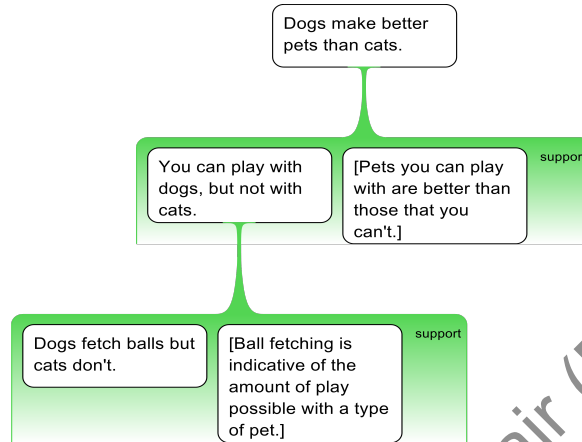 Dogs make better
pets than cats.
You can play with
dogs, but not with
cats.
[Pets you can play
with are better than
those that you
can't.]
suppor
Dogs fetch balls but
cats don't.
[Ball fetching is
indicative of the
amount of play
possible with a type
of pet.]
support